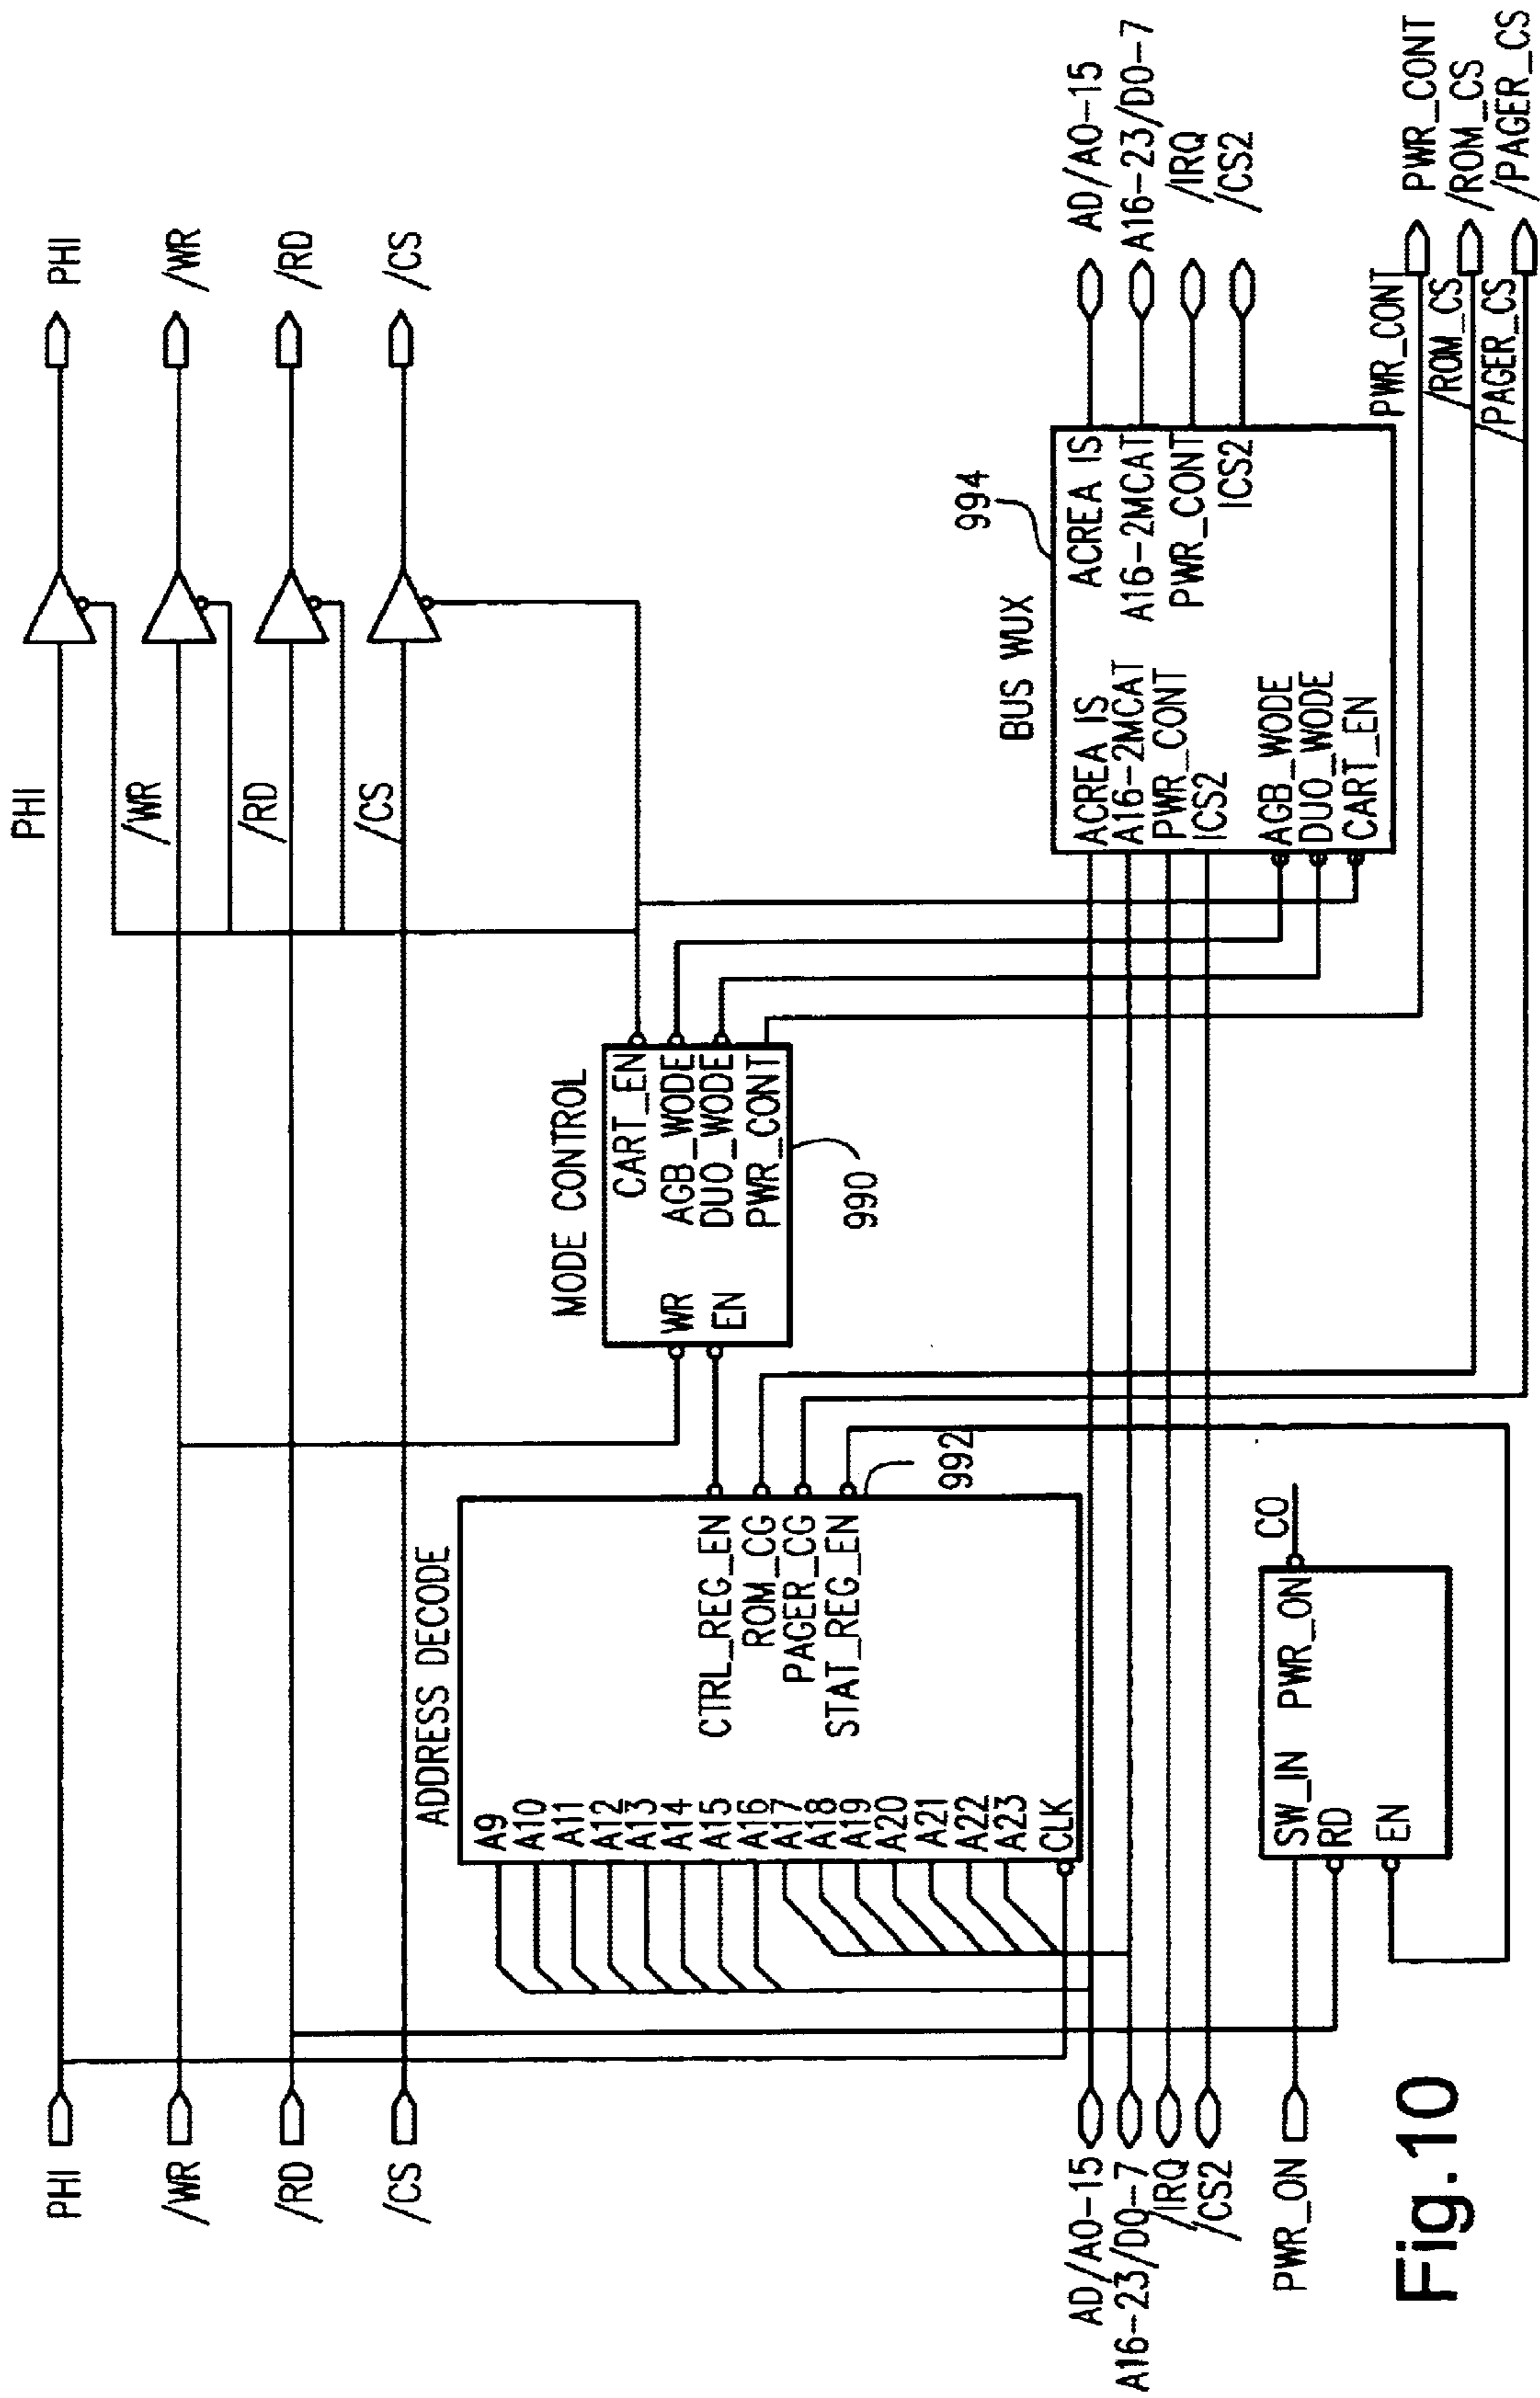 PHI
/WR
/RD
/CS
PHI
/WR
/RD
/CS
PHI
/WR
/RD
/CS
ADDRESS DECODE
A9
A10
A11
A12
A13
A14
A15
A16
A17
A18
A19
A20
A21
A22
A23
CLK
CTRL_REG_EN
ROM_CG
PAGER_CG
STAT_REG_EN
992
MODE CONTROL
WR
EN
CART_EN
AGB_WODE
DUO_WODE
PWR_CONT
990
BUS WUX
994
ACREA IS
A16-2MCAT
PWR_CONT
ICS2
AGB_WODE
DUO_WODE
CART_EN
ACREA IS
A16-2MCAT
PWR_CONT
ICS2
AD/A0-15
A16-23/D0-7
/IRQ
/CS2
PWR_CONT
/ROM_CS
/PAGER_CS
PWR_CONT
/ROM_CS
/PAGER_CS
AD/A0-15
A16-23/D0-7
/IRQ
/CS2
PWR_ON
SW_IN
RD
EN
PWR_ON
CO
Fig.10